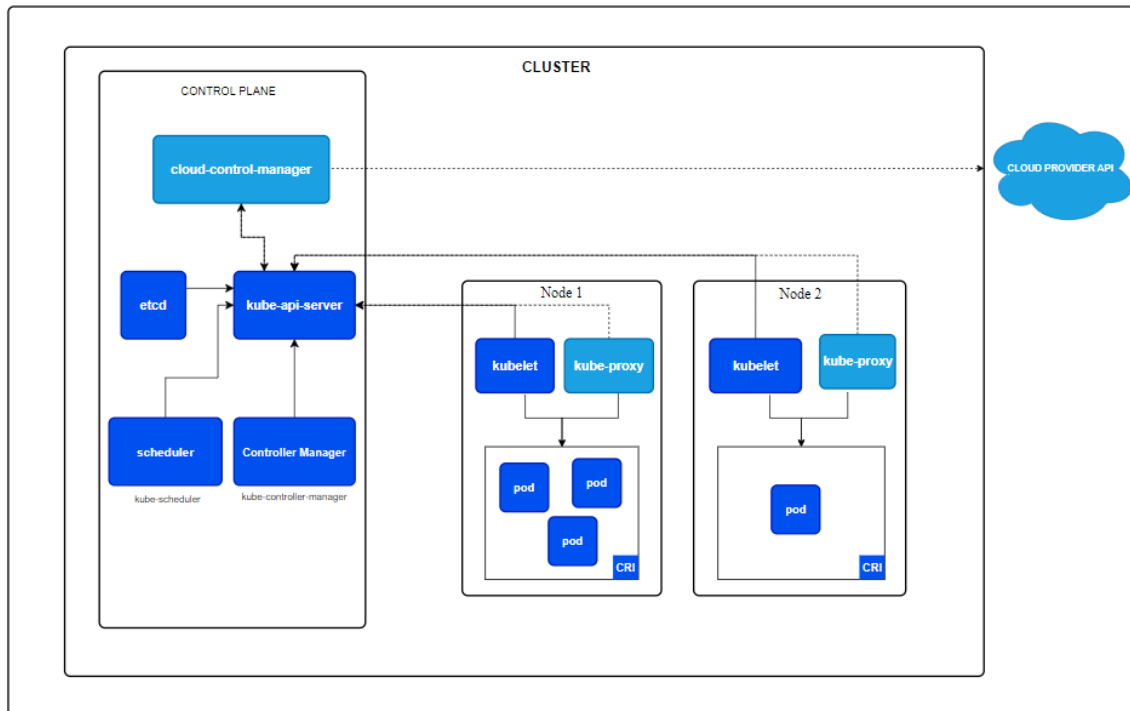 CLUSTER
CONTROL PLANE
cloud-control-manager
CLOUD PROVIDER API
etcd
kube-api-server
Node 1
Node 2
kubelet
kube-proxy
kubelet
kube-proxy
scheduler
Controller Manager
kube-scheduler
kube-controller-manager
pod
pod
pod
CRI
pod
CRI